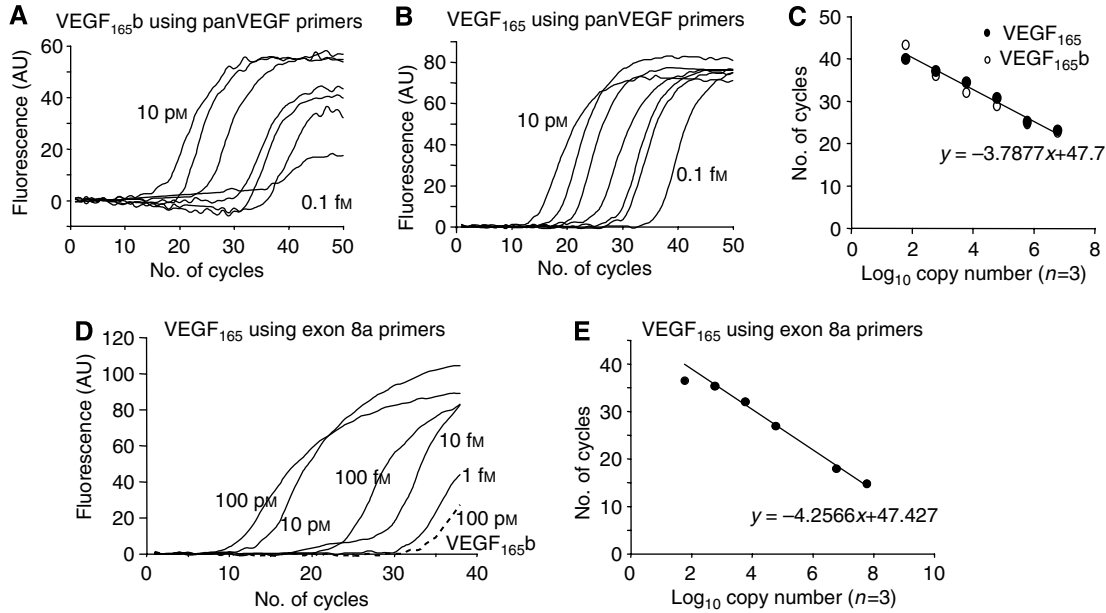 A
VEGF₁₆₅b using panVEGF primers
Fluorescence (AU)
60
40
20
0
10 pM
0.1 fM
0 10 20 30 40 50
No. of cycles
B
VEGF₁₆₅ using panVEGF primers
Fluorescence (AU)
80
60
40
20
0
10 pM
0.1 fM
0 10 20 30 40 50
No. of cycles
C
No. of cycles
50
40
30
20
10
0
VEGF₁₆₅
VEGF₁₆₅b
y = –3.7877x+47.7
0 2 4 6 8
Log₁₀ copy number (n=3)
D
VEGF₁₆₅ using exon 8a primers
Fluorescence (AU)
120
100
80
60
40
20
0
100 pM
10 pM
100 fM
10 fM
1 fM
100 pM
VEGF₁₆₅b
0 10 20 30 40
No. of cycles
E
VEGF₁₆₅ using exon 8a primers
No. of cycles
40
30
20
10
0
y = –4.2566x+47.427
0 2 4 6 8 10
Log₁₀ copy number (n=3)